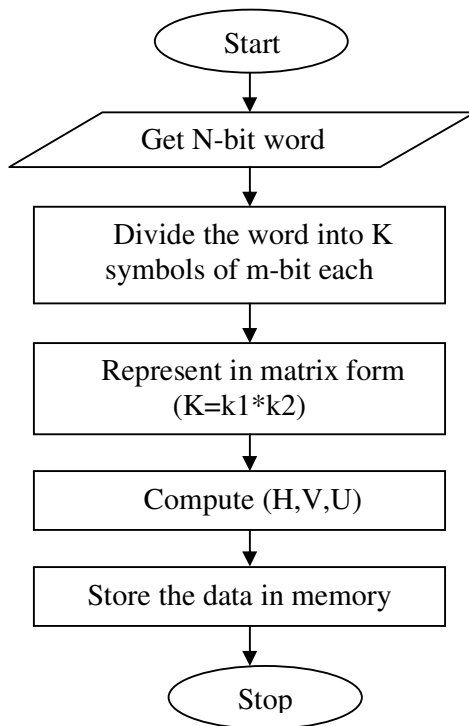 Start
Get N-bit word
Divide the word into K
symbols of m-bit each
Represent in matrix form
(K=k1*k2)
Compute (H,V,U)
Store the data in memory
Stop